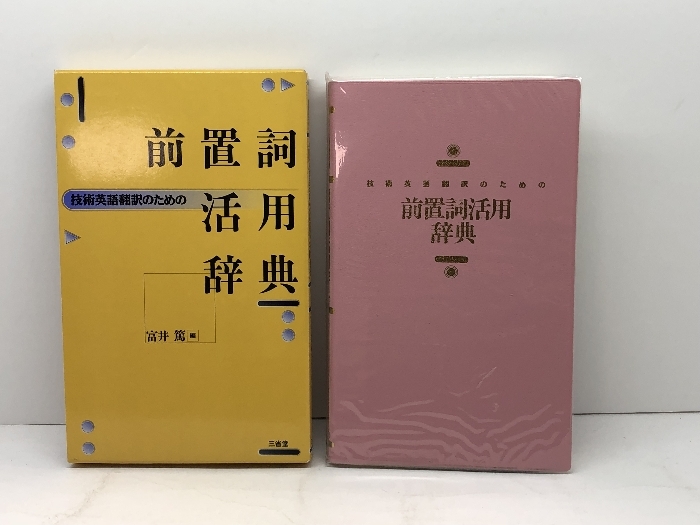 前置詞
技術英語翻訳のための
活用
辞典
富井 篤 編
三省堂
技術英語翻訳のための
前置詞活用
辞典